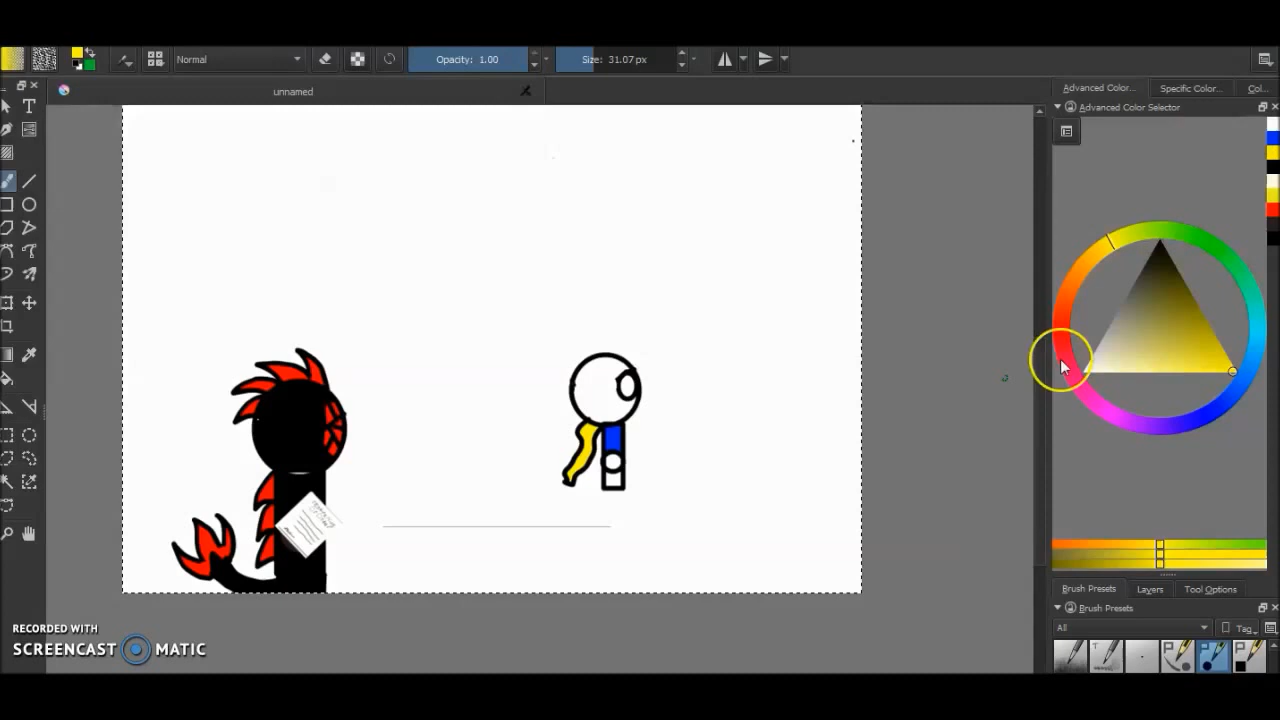 Normal
Opacity: 1.00
Size: 31.07 px
unnamed
Advanced Color...
Specific Color...
Col...
Advanced Color Selector
Brush Presets
Layers
Tool Options
Brush Presets
All
Tag
RECORDED WITH
SCREENCAST MATIC